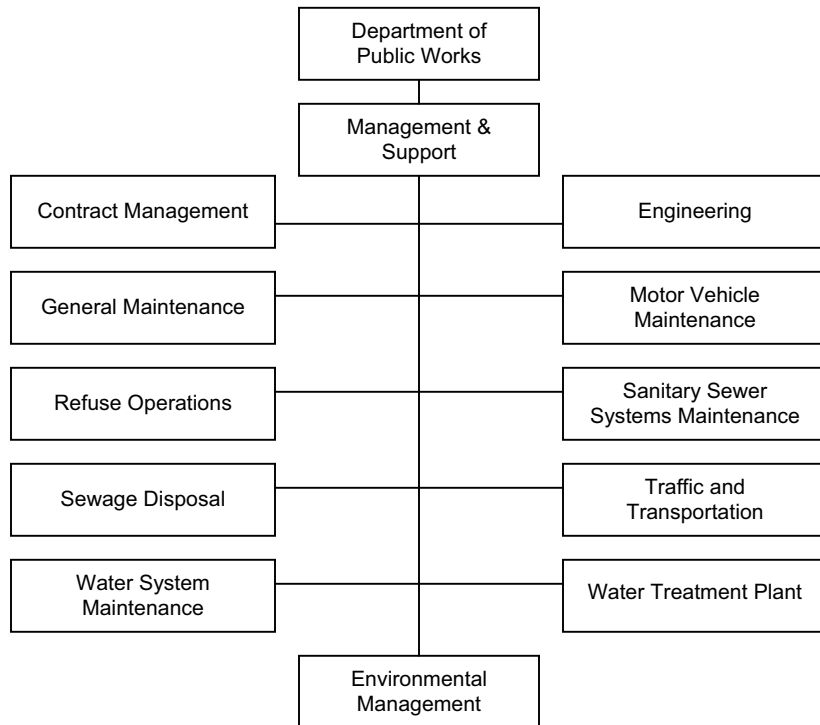 Department of
Public Works
Management &
Support
Contract Management
Engineering
General Maintenance
Motor Vehicle
Maintenance
Refuse Operations
Sanitary Sewer
Systems Maintenance
Sewage Disposal
Traffic and
Transportation
Water System
Maintenance
Water Treatment Plant
Environmental
Management